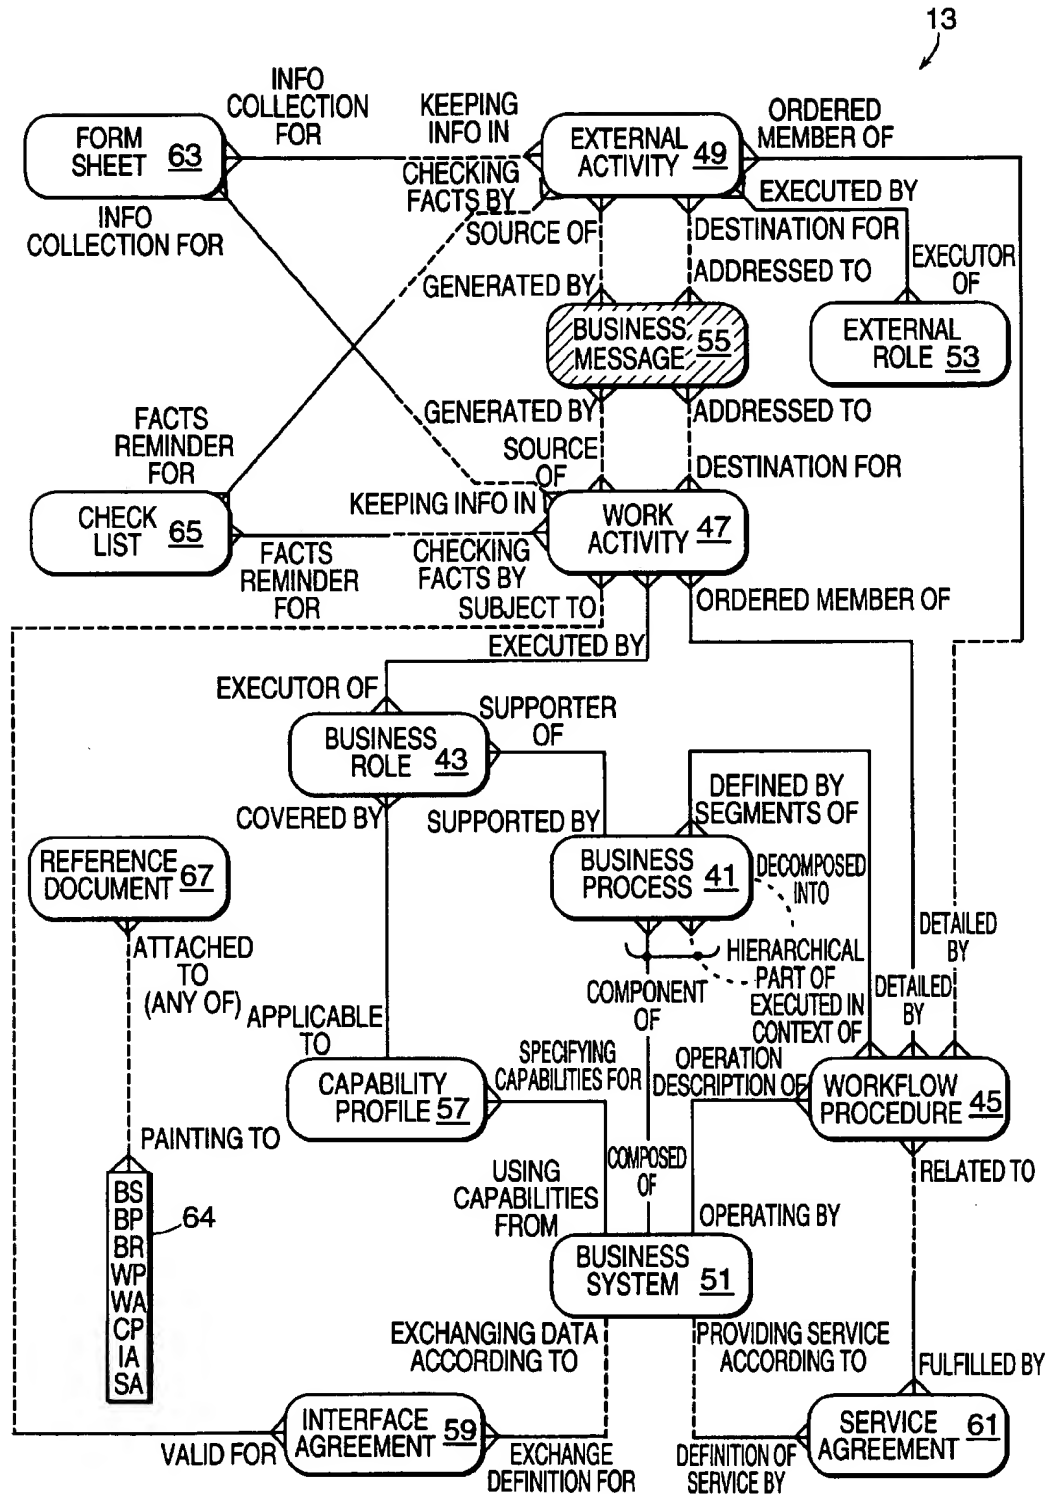 13
INFO
COLLECTION
FOR
KEEPING
INFO IN
ORDERED
MEMBER OF
FORM
SHEET 63
EXTERNAL
ACTIVITY 49
CHECKING
FACTS BY
EXECUTED BY
INFO
COLLECTION FOR
SOURCE OF
DESTINATION FOR
EXECUTOR
OF
GENERATED BY
ADDRESSED TO
BUSINESS
MESSAGE 55
EXTERNAL
ROLE 53
GENERATED BY
ADDRESSED TO
FACTS
REMINDER
FOR
SOURCE
OF
DESTINATION FOR
KEEPING INFO IN
CHECK
LIST 65
WORK
ACTIVITY 47
FACTS
REMINDER
FOR
CHECKING
FACTS BY
SUBJECT TO
ORDERED MEMBER OF
EXECUTED BY
EXECUTOR OF
SUPPORTER
OF
BUSINESS
ROLE 43
DEFINED BY
SEGMENTS OF
COVERED BY
SUPPORTED BY
REFERENCE
DOCUMENT 67
BUSINESS
PROCESS 41
DECOMPOSED
INTO
ATTACHED
TO
(ANY OF)
HIERARCHICAL
PART OF
EXECUTED IN
CONTEXT OF
DETAILED
BY
COMPONENT
OF
DETAILED
BY
APPLICABLE
TO
SPECIFYING
CAPABILITIES FOR
OPERATION
DESCRIPTION OF
CAPABILITY
PROFILE 57
WORKFLOW
PROCEDURE 45
PAINTING TO
USING
CAPABILITIES
FROM
COMPOSED
OF
RELATED TO
OPERATING BY
BS
BP
BR
WP
WA
CP
IA
SA
64
BUSINESS
SYSTEM 51
EXCHANGING DATA
ACCORDING TO
PROVIDING SERVICE
ACCORDING TO
FULFILLED BY
INTERFACE
AGREEMENT 59
SERVICE
AGREEMENT 61
VALID FOR
EXCHANGE
DEFINITION FOR
DEFINITION OF
SERVICE BY